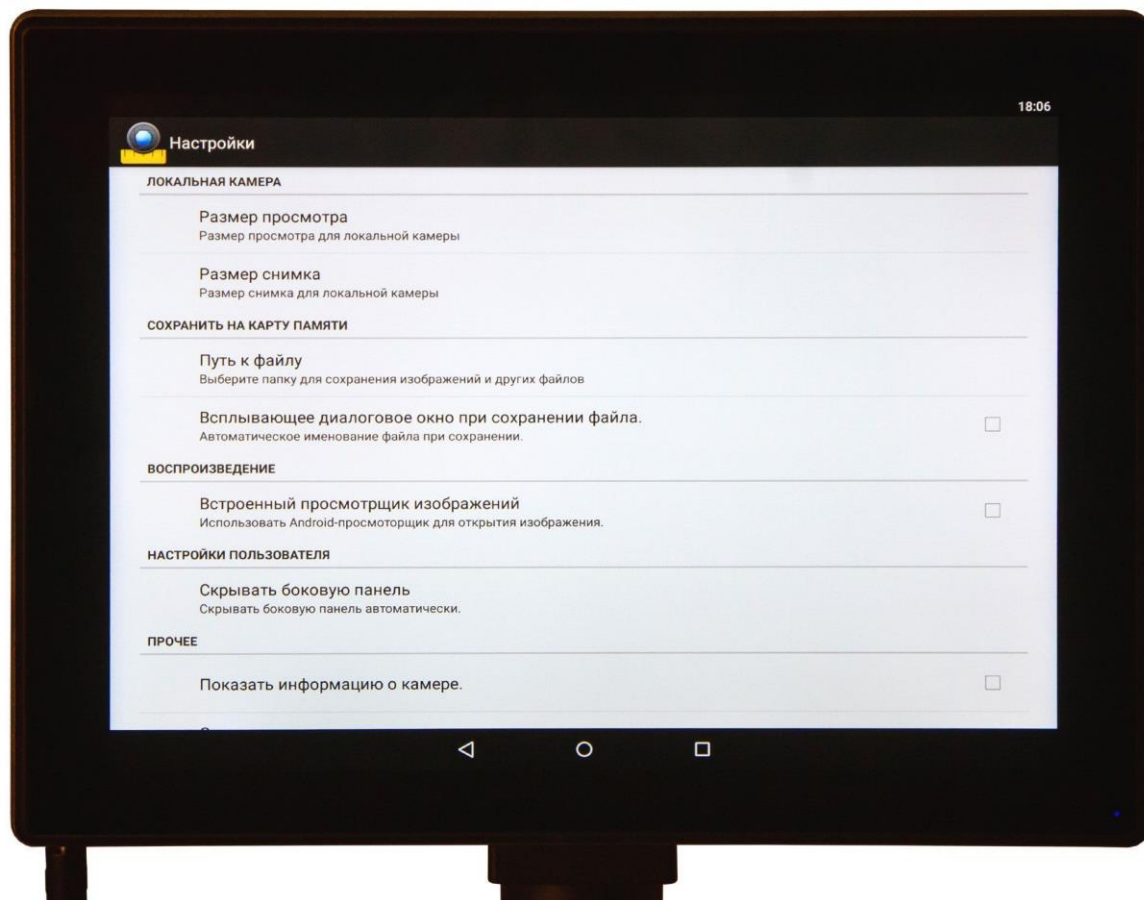 18:06
Настройки
ЛОКАЛЬНАЯ КАМЕРА
Размер просмотра
Размер просмотра для локальной камеры
Размер снимка
Размер снимка для локальной камеры
СОХРАНИТЬ НА КАРТУ ПАМЯТИ
Путь к файлу
Выберите папку для сохранения изображений и других файлов
Всплывающее диалоговое окно при сохранении файла.
Автоматическое именование файла при сохранении.
ВОСПРОИЗВЕДЕНИЕ
Встроенный просмотрщик изображений
Использовать Android-просмоторщик для открытия изображения.
НАСТРОЙКИ ПОЛЬЗОВАТЕЛЯ
Скрывать боковую панель
Скрывать боковую панель автоматически.
ПРОЧЕЕ
Показать информацию о камере.